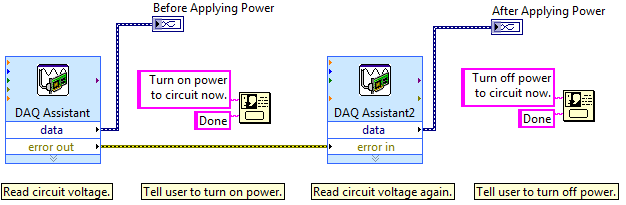 Before Applying Power
After Applying Power
Turn on power
to circuit now.
Done
Turn off power
to circuit now.
Done
DAQ Assistant
data
error out
DAQ Assistant2
data
error in
Read circuit voltage.
Tell user to turn on power.
Read circuit voltage again.
Tell user to turn off power.